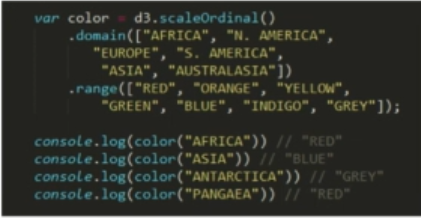 var color = d3.scaleOrdinal()
.domain(["AFRICA", "N. AMERICA",
"EUROPE", "S. AMERICA",
"ASIA", "AUSTRALASIA"])
.range(["RED", "ORANGE", "YELLOW",
"GREEN", "BLUE", "INDIGO", "GREY"]);
console.log(color("AFRICA")) // "RED"
console.log(color("ASIA")) // "BLUE"
console.log(color("ANTARCTICA")) // "GREY"
console.log(color("PANGAEA")) // "RED"